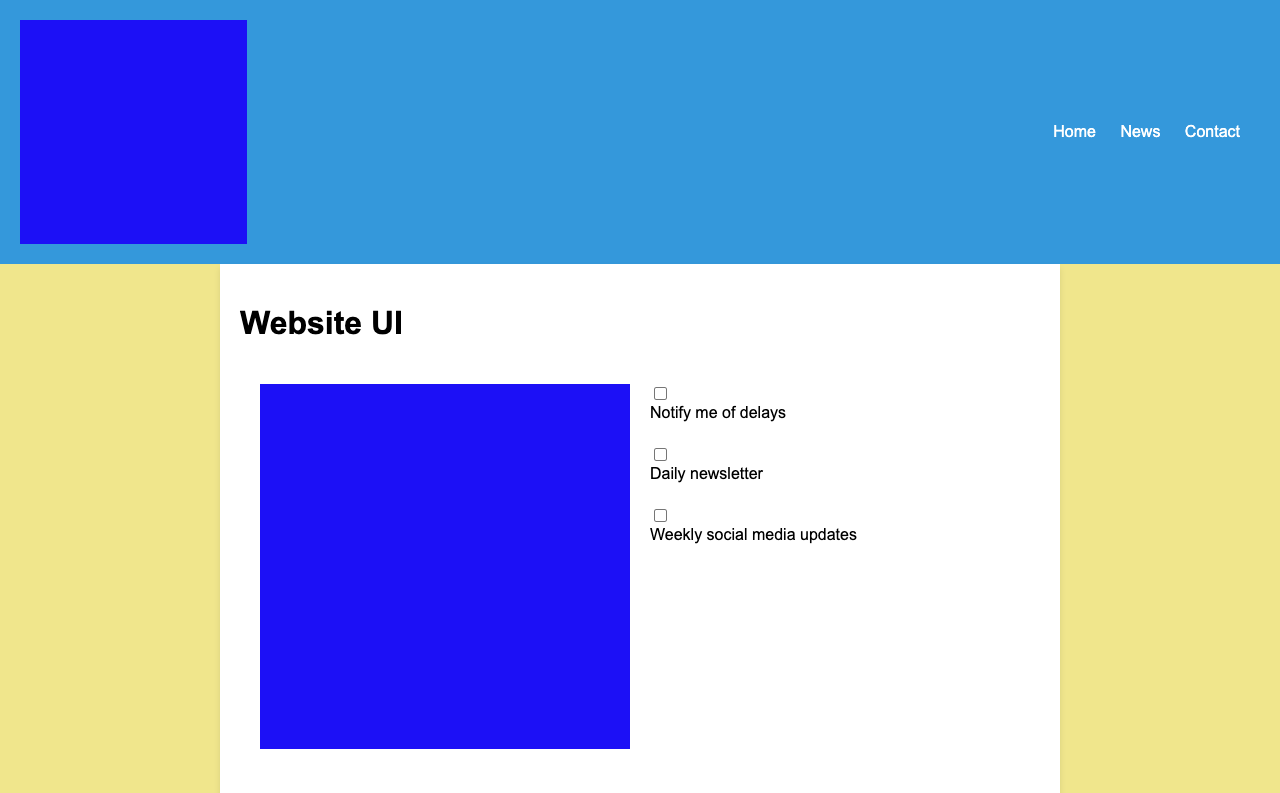 Home News Contact
Website UI
Notify me of delays
Daily newsletter
Weekly social media updates